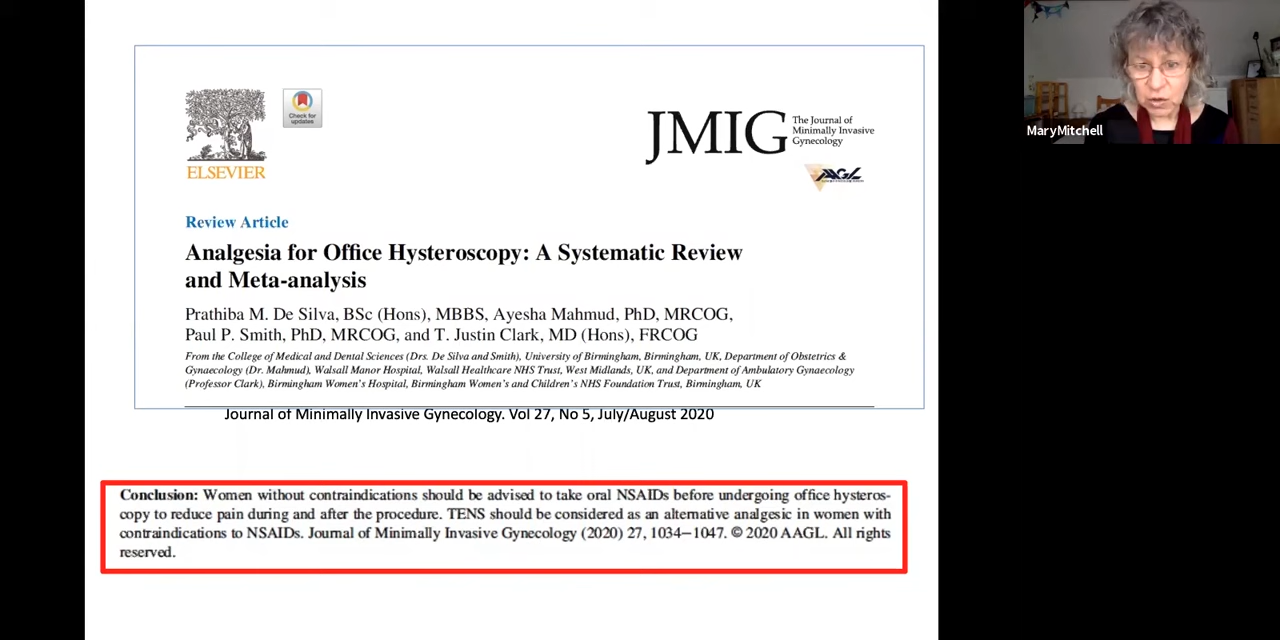 Check for
updates
ELSEVIER
JMIG
The Journal of
Minimally Invasive
Gynecology
AAGL
MaryMitchell
Review Article
Analgesia for Office Hysteroscopy: A Systematic Review
and Meta-analysis
Prathiba M. De Silva, BSc (Hons), MBBS, Ayesha Mahmud, PhD, MRCOG,
Paul P. Smith, PhD, MRCOG, and T. Justin Clark, MD (Hons), FRCOG
From the College of Medical and Dental Sciences (Drs. De Silva and Smith), University of Birmingham, Birmingham, UK, Department of Obstetrics &
Gynaecology (Dr. Mahmud), Walsall Manor Hospital, Walsall Healthcare NHS Trust, West Midlands, UK, and Department of Ambulatory Gynaecology
(Professor Clark), Birmingham Women's Hospital, Birmingham Women's and Children's NHS Foundation Trust, Birmingham, UK
Journal of Minimally Invasive Gynecology. Vol 27, No 5, July/August 2020
Conclusion: Women without contraindications should be advised to take oral NSAIDs before undergoing office hysteros-
copy to reduce pain during and after the procedure. TENS should be considered as an alternative analgesic in women with
contraindications to NSAIDs. Journal of Minimally Invasive Gynecology (2020) 27, 1034−1047. © 2020 AAGL. All rights
reserved.